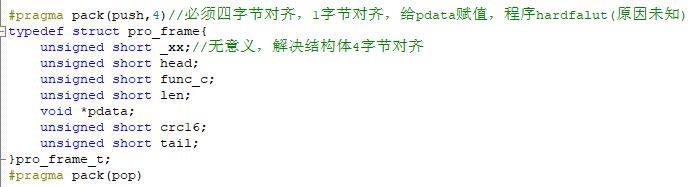 #pragma pack(push,4)//必须四字节对齐，1字节对齐，给pdata赋值，程序hardfalut(原因未知)
typedef struct pro_frame{
unsigned short _xx;//无意义，解决结构体4字节对齐
unsigned short head;
unsigned short func_c;
unsigned short len;
void *pdata;
unsigned short crc16;
unsigned short tail;
}pro_frame_t;
#pragma pack(pop)